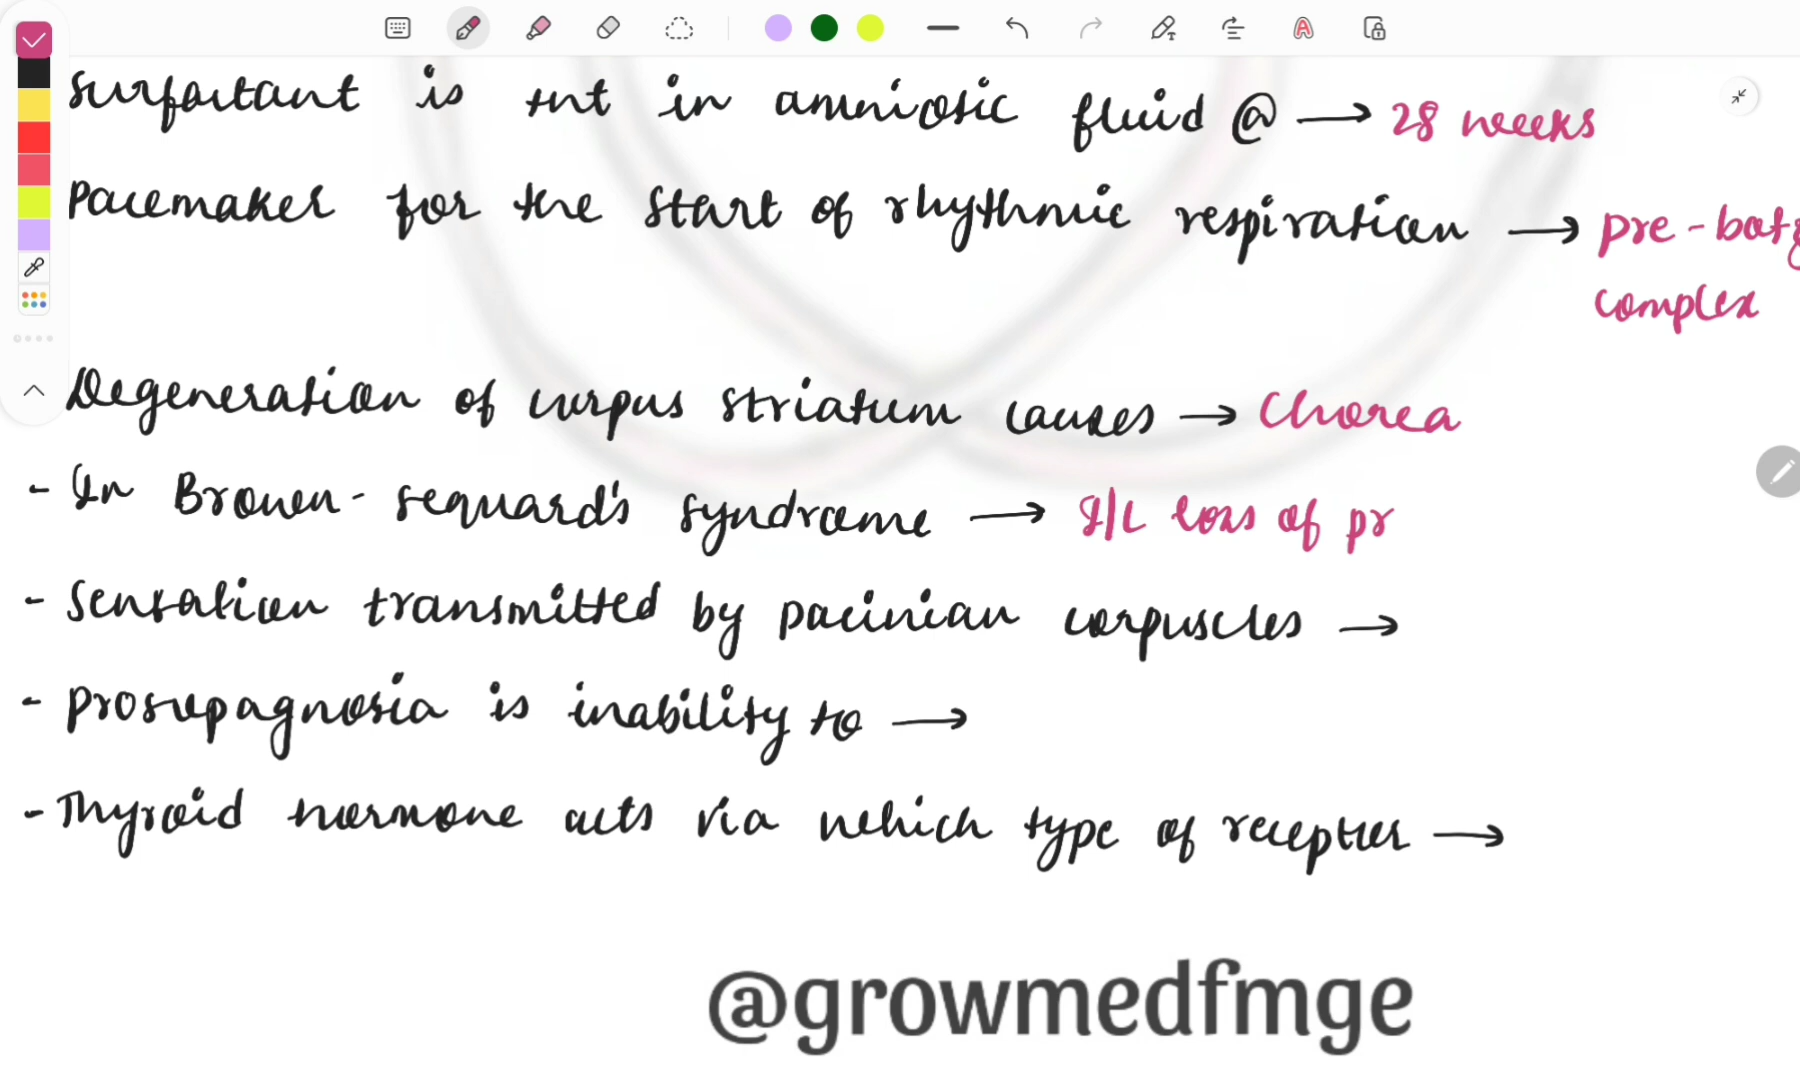 surfactant is tnt in amniotic fluid @ → 28 weeks
Pacemaker for the start of rhythmic respiration → Pre-botz
complex
Degeneration of corpus striatum causes → Chorea
- In Brown-sequard's syndrome → I/L loss of pr
- Sensation transmitted by pacinian corpuscles →
- Prosopagnosia is inability to →
- Thyroid hormone acts via which type of receptor →
@growmedfmge